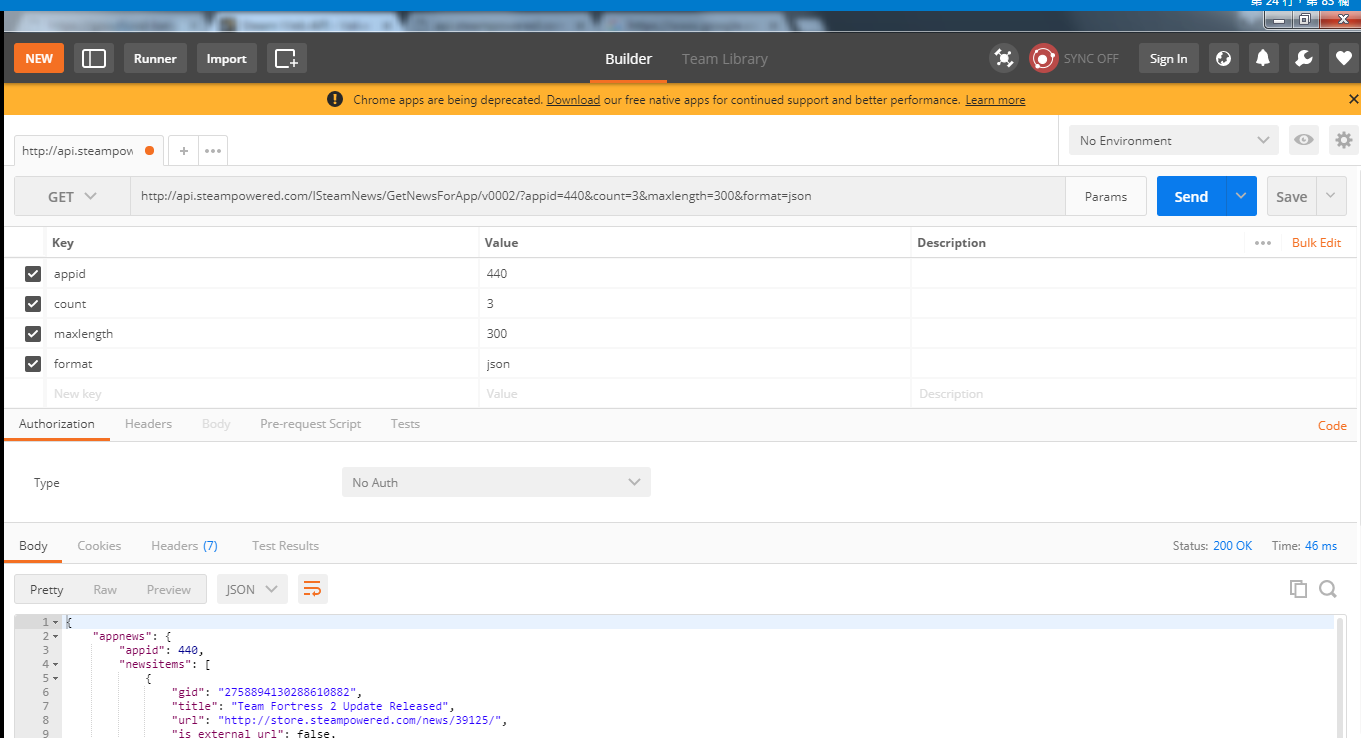 第 24 行，第 83 欄
NEW Runner Import Builder Team Library SYNC OFF Sign In
Chrome apps are being deprecated. Download our free native apps for continued support and better performance. Learn more
http://api.steampow No Environment
GET http://api.steampowered.com/ISteamNews/GetNewsForApp/v0002/?appid=440&count=3&maxlength=300&format=json Params Send Save
Key Value Description Bulk Edit
appid 440
count 3
maxlength 300
format json
New key Value Description
Authorization Headers Body Pre-request Script Tests Code
Type No Auth
Body Cookies Headers (7) Test Results Status: 200 OK Time: 46 ms
Pretty Raw Preview JSON
1 {
2 "appnews": {
3 "appid": 440,
4 "newsitems": [
5 {
6 "gid": "2758894130288610882",
7 "title": "Team Fortress 2 Update Released",
8 "url": "http://store.steampowered.com/news/39125/",
9 "is_external_url": false,